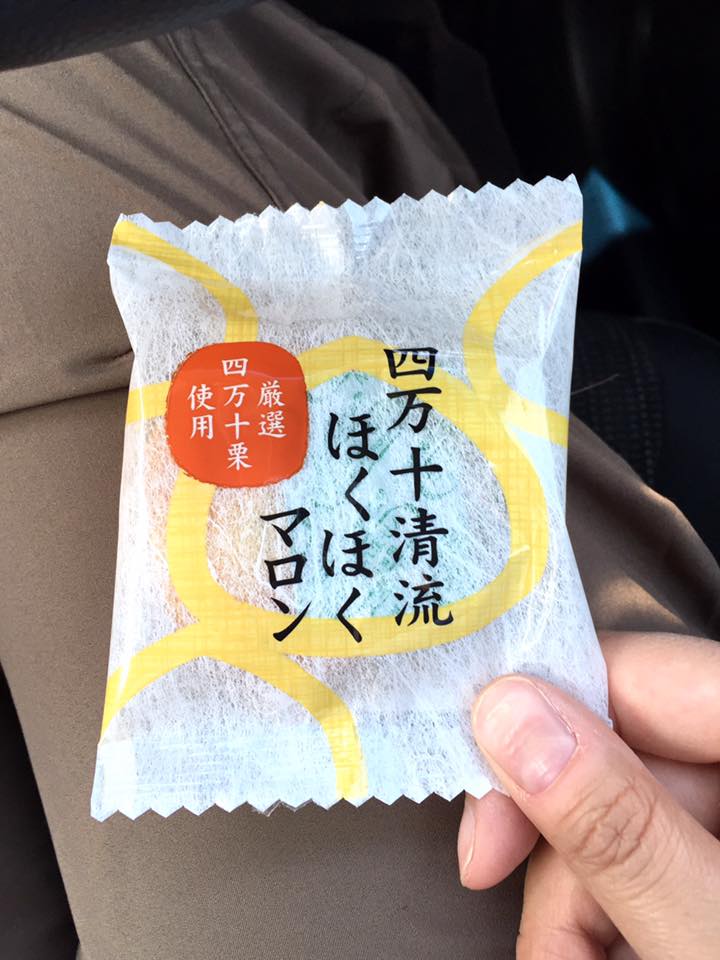 四万十清流
ほくほく
マロン
厳選
四万十栗
使用